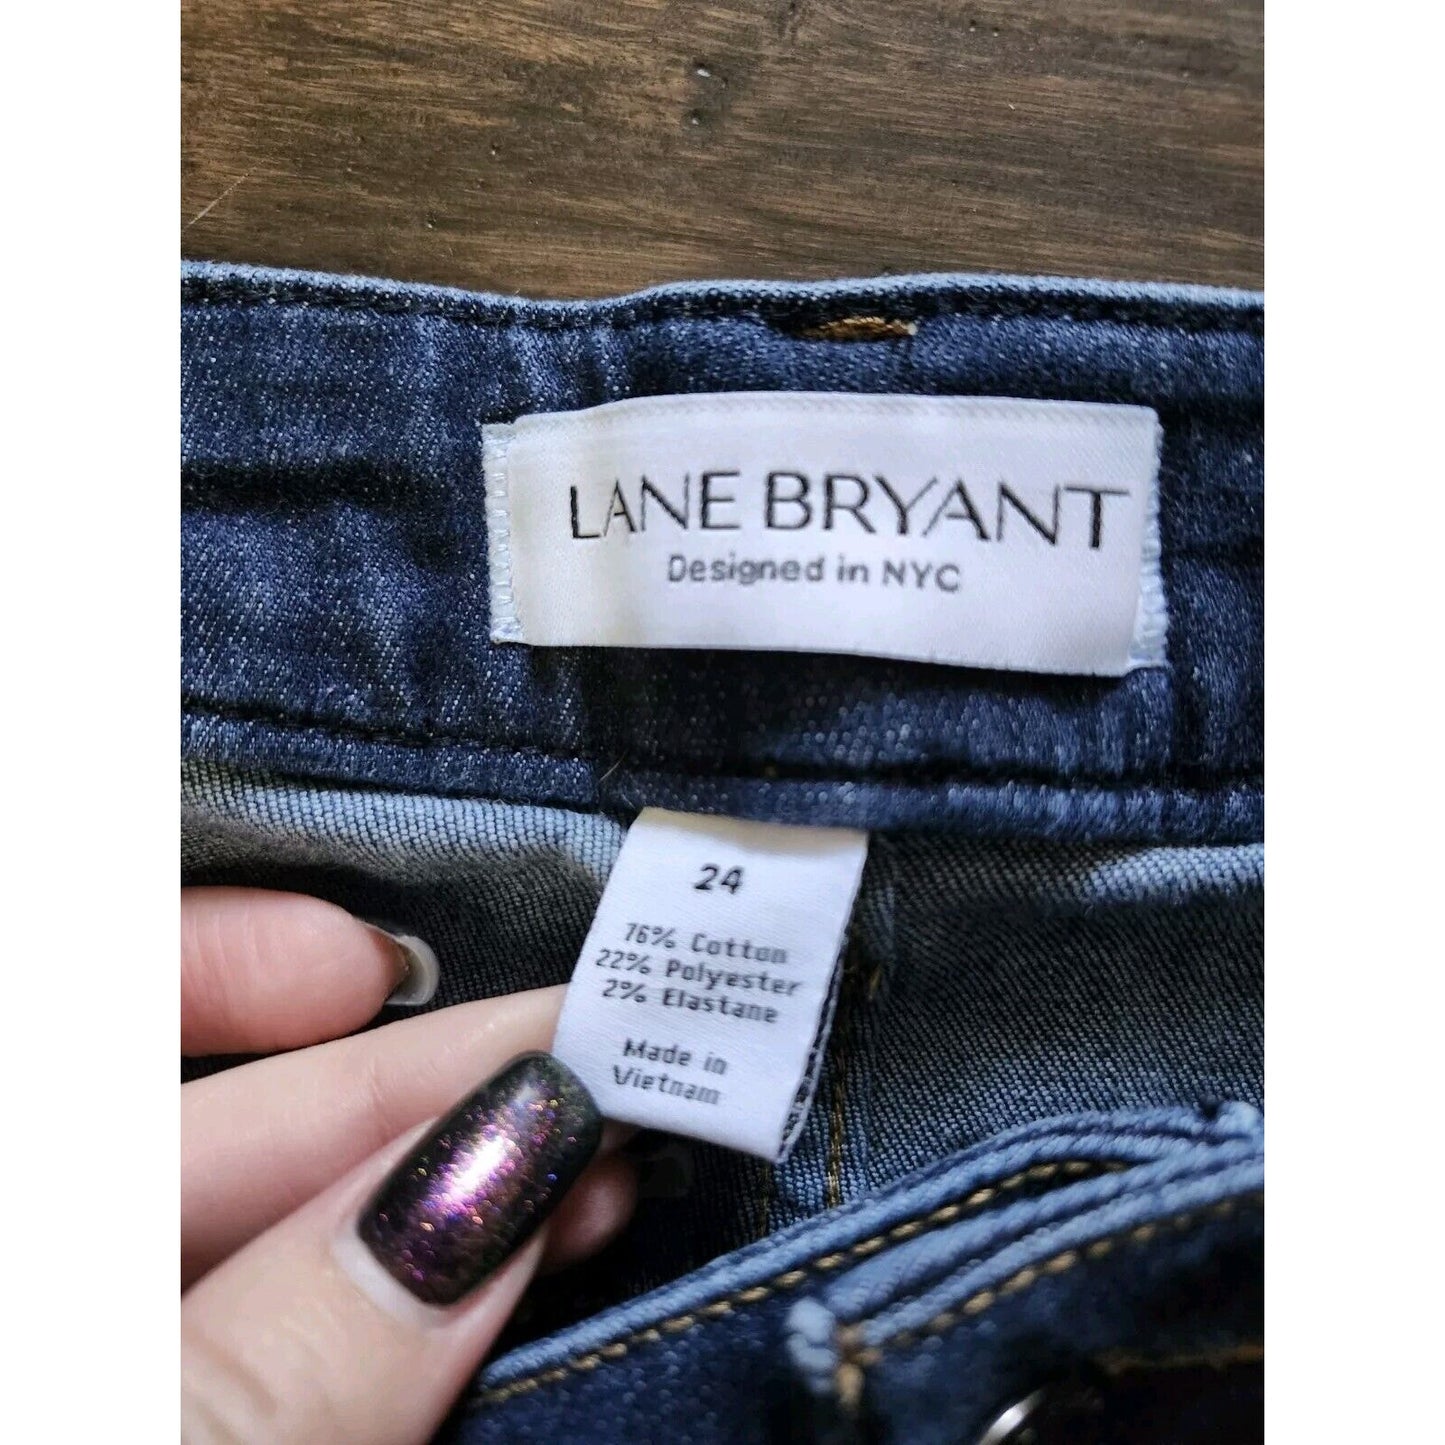 LANE BRYANT
Designed in NYC
24
76% Cotton
22% Polyester
2% Elastane
Made in
Vietnam